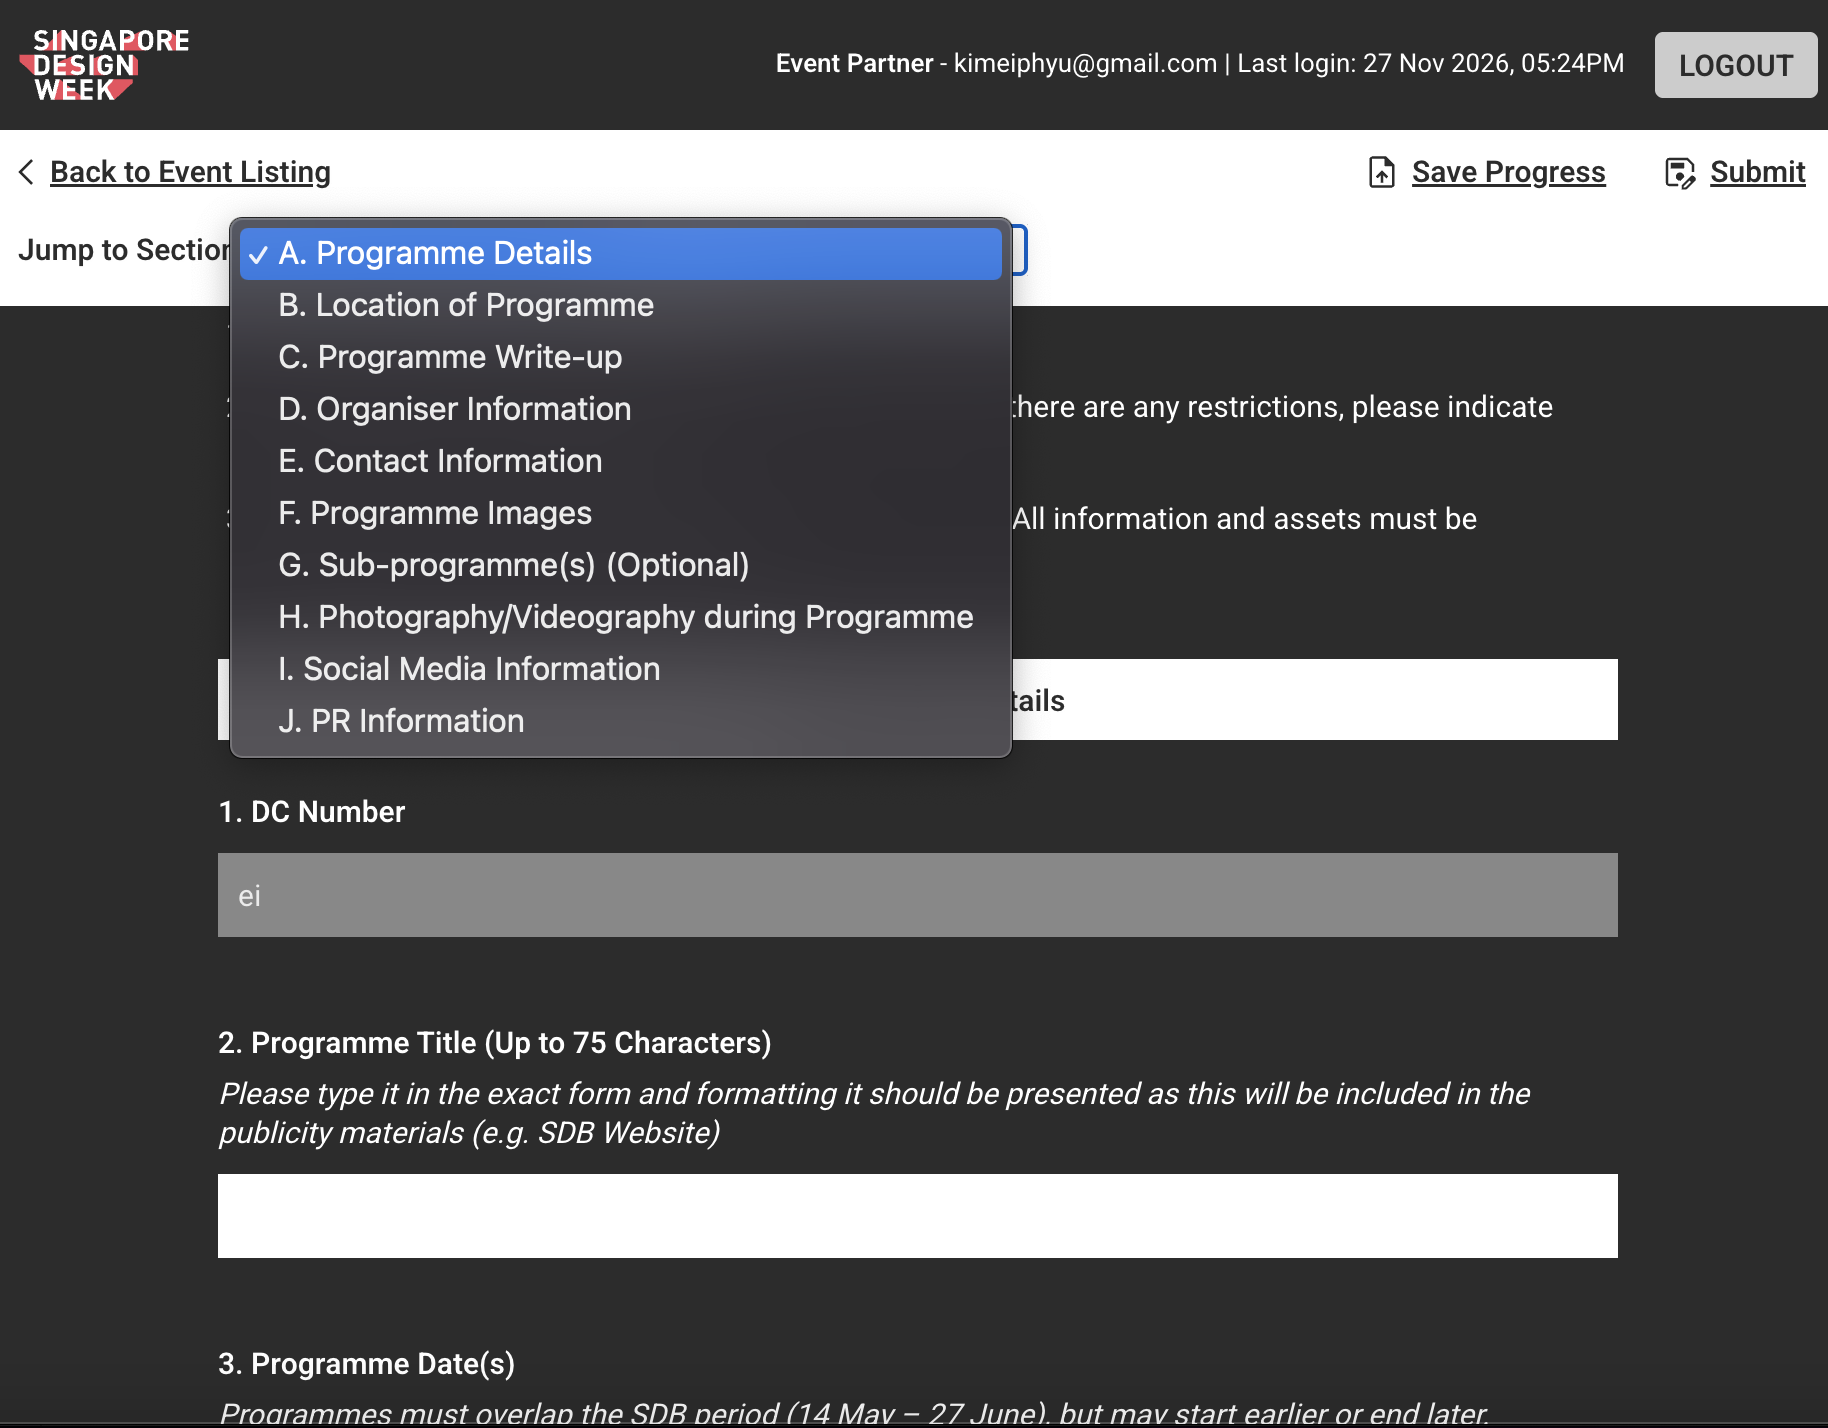 SINGAPORE
DESIGN
WEEK
Event Partner - kimeiphyu@gmail.com | Last login: 27 Nov 2026, 05:24PM
LOGOUT
Back to Event Listing
Save Progress
Submit
Jump to Section
✓ A. Programme Details
B. Location of Programme
C. Programme Write-up
D. Organiser Information
E. Contact Information
F. Programme Images
G. Sub-programme(s) (Optional)
H. Photography/Videography during Programme
I. Social Media Information
J. PR Information
there are any restrictions, please indicate
All information and assets must be
tails
1. DC Number
ei
2. Programme Title (Up to 75 Characters)
Please type it in the exact form and formatting it should be presented as this will be included in the
publicity materials (e.g. SDB Website)
3. Programme Date(s)
Programmes must overlap the SDB period (14 May – 27 June), but may start earlier or end later.